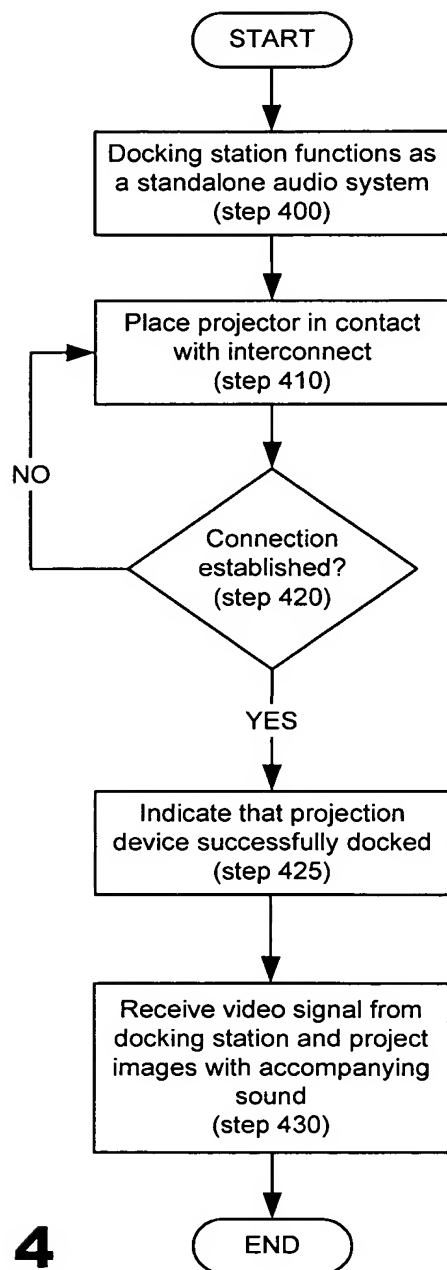 START
Docking station functions as
a standalone audio system
(step 400)
Place projector in contact
with interconnect
(step 410)
NO
Connection
established?
(step 420)
YES
Indicate that projection
device successfully docked
(step 425)
Receive video signal from
docking station and project
images with accompanying
sound
(step 430)
4
END